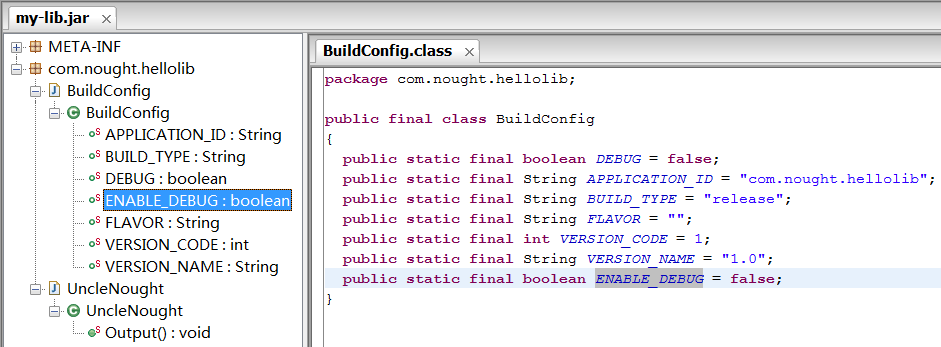 my-lib.jar
META-INF
com.nought.hellolib
BuildConfig
BuildConfig
APPLICATION_ID : String
BUILD_TYPE : String
DEBUG : boolean
ENABLE_DEBUG : boolean
FLAVOR : String
VERSION_CODE : int
VERSION_NAME : String
UncleNought
UncleNought
Output() : void
BuildConfig.class
package com.nought.hellolib;
public final class BuildConfig
{
public static final boolean DEBUG = false;
public static final String APPLICATION_ID = "com.nought.hellolib";
public static final String BUILD_TYPE = "release";
public static final String FLAVOR = "";
public static final int VERSION_CODE = 1;
public static final String VERSION_NAME = "1.0";
public static final boolean ENABLE_DEBUG = false;
}